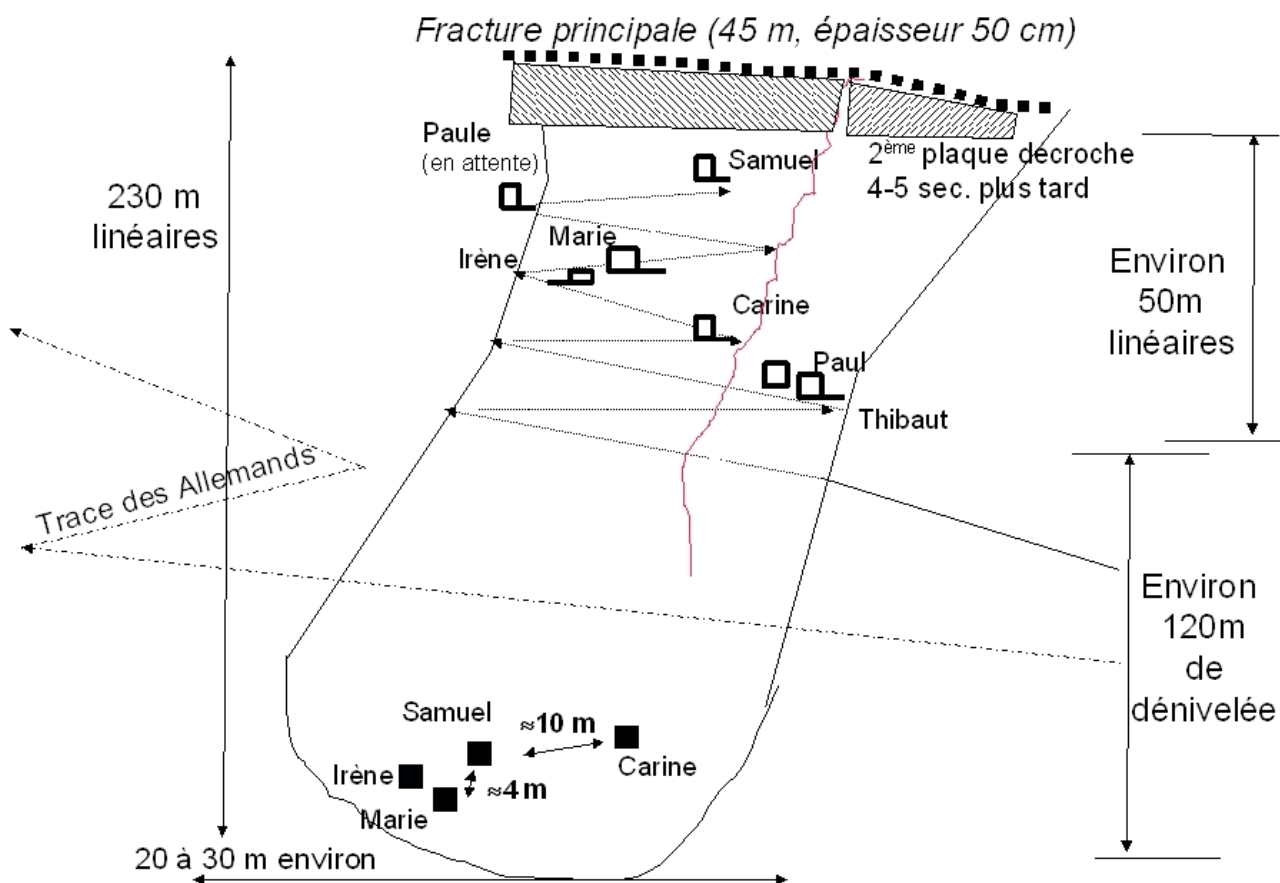 Fracture principale (45 m, épaisseur 50 cm)
Paule
(en attente)
Samuel
2ème plaque décroche
4-5 sec. plus tard
230 m
linéaires
Marie
Irène
Environ
50m
linéaires
Carine
Paul
Thibaut
Trace des Allemands
Environ
120m
de
dénivelée
Samuel
≈10 m
Carine
Irène
≈4 m
Marie
20 à 30 m environ